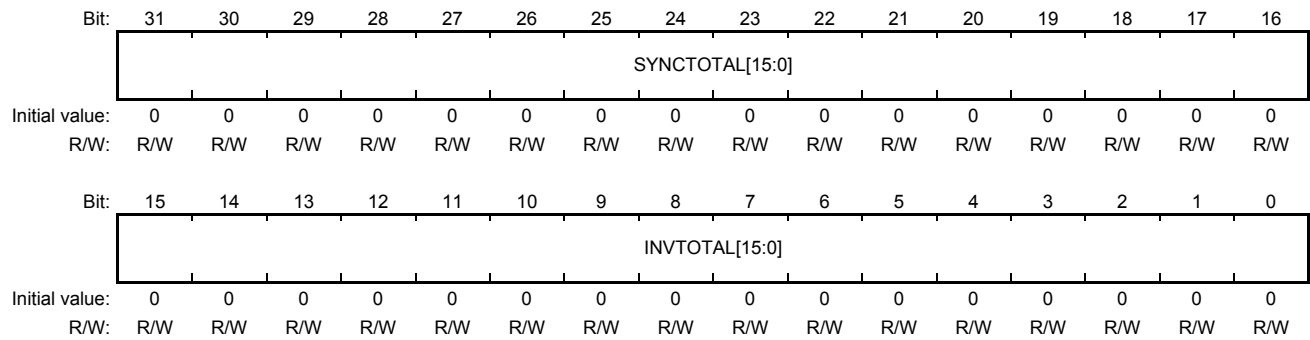 Bit: 31 30 29 28 27 26 25 24 23 22 21 20 19 18 17 16
SYNCTOTAL[15:0]
Initial value: 0 0 0 0 0 0 0 0 0 0 0 0 0 0 0 0
R/W: R/W R/W R/W R/W R/W R/W R/W R/W R/W R/W R/W R/W R/W R/W R/W R/W
Bit: 15 14 13 12 11 10 9 8 7 6 5 4 3 2 1 0
INVTOTAL[15:0]
Initial value: 0 0 0 0 0 0 0 0 0 0 0 0 0 0 0 0
R/W: R/W R/W R/W R/W R/W R/W R/W R/W R/W R/W R/W R/W R/W R/W R/W R/W